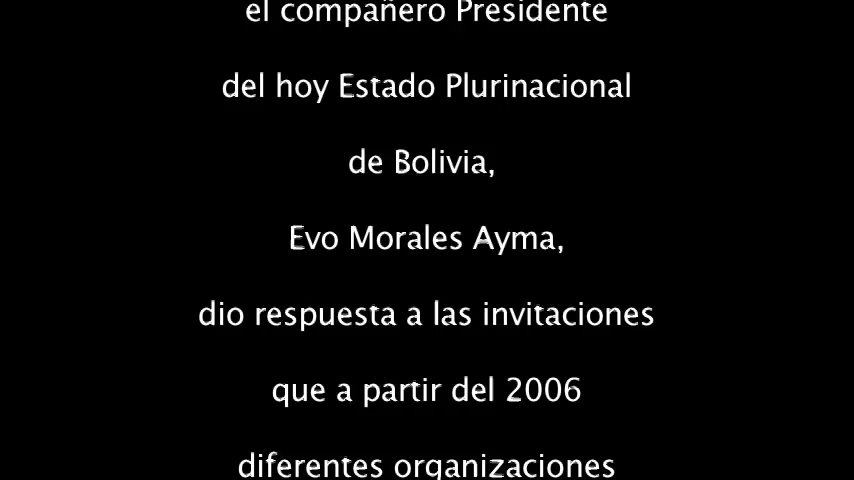 el compañero Presidente
del hoy Estado Plurinacional
de Bolivia,
Evo Morales Ayma,
dio respuesta a las invitaciones
que a partir del 2006
diferentes organizaciones